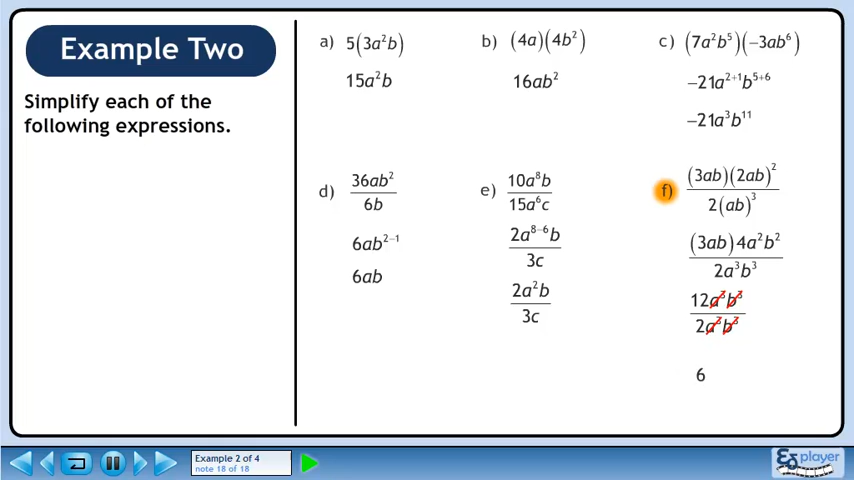 Example Two
Simplify each of the
following expressions.
a) 5(3a²b)
15a²b
b) (4a)(4b²)
16ab²
c) (7a²b⁵)(−3ab⁶)
−21a²⁺¹b⁵⁺⁶
−21a³b¹¹
d) 36ab²
6b
6ab²⁻¹
6ab
e) 10a⁸b
15a⁶c
2a⁸⁻⁶b
3c
2a²b
3c
f) (3ab)(2ab)²
2(ab)³
(3ab)4a²b²
2a³b³
12a³b³
2a³b³
6
Example 2 of 4
note 18 of 18
player